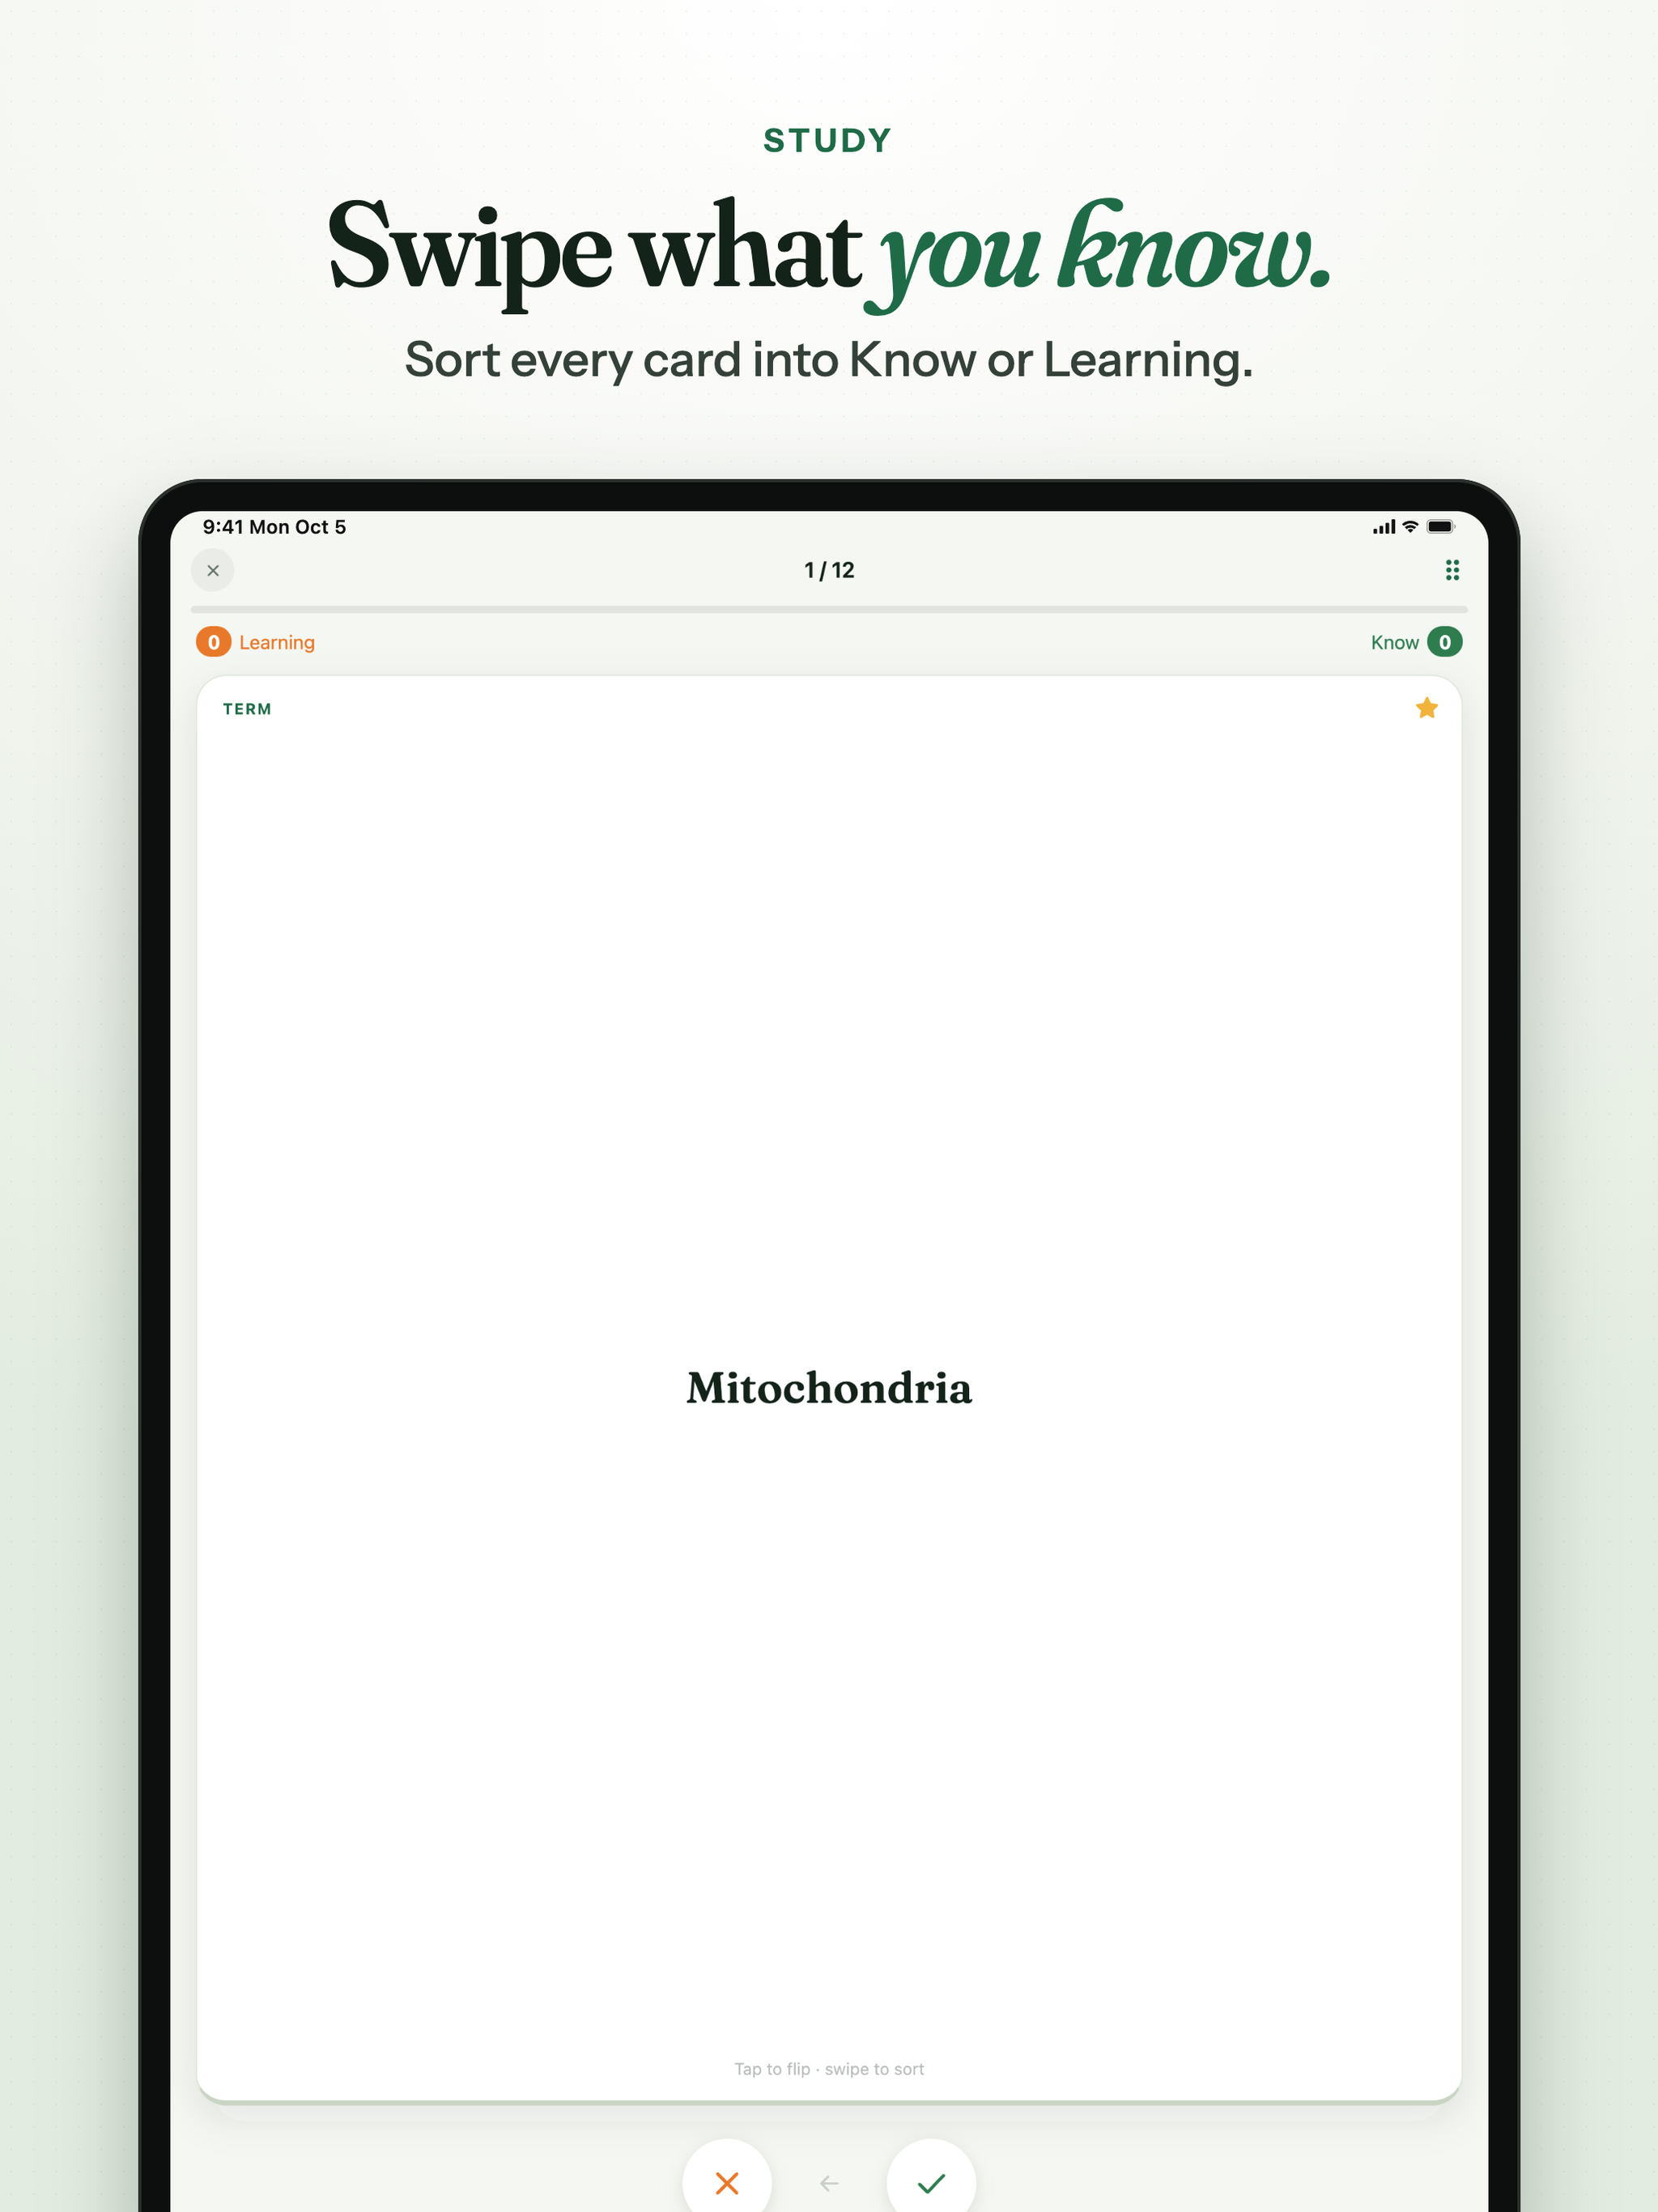 STUDY
Swipe what you know.
Sort every card into Know or Learning.
9:41 Mon Oct 5
1 / 12
0 Learning
Know 0
TERM
Mitochondria
Tap to flip · swipe to sort